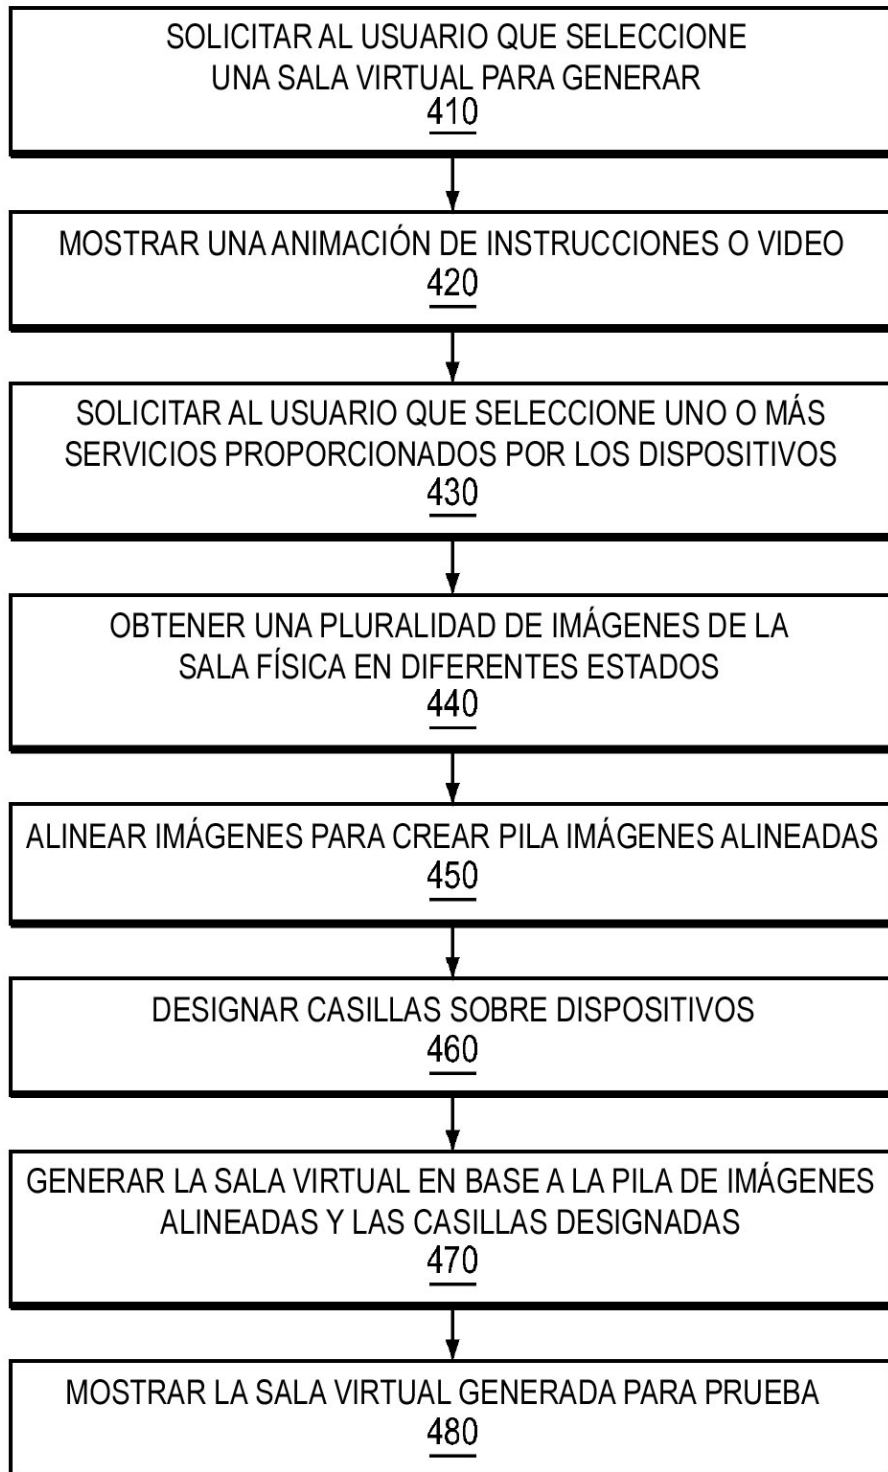 SOLICITAR AL USUARIO QUE SELECCIONE
UNA SALA VIRTUAL PARA GENERAR
410
MOSTRAR UNA ANIMACIÓN DE INSTRUCCIONES O VIDEO
420
SOLICITAR AL USUARIO QUE SELECCIONE UNO O MÁS
SERVICIOS PROPORCIONADOS POR LOS DISPOSITIVOS
430
OBTENER UNA PLURALIDAD DE IMÁGENES DE LA
SALA FÍSICA EN DIFERENTES ESTADOS
440
ALINEAR IMÁGENES PARA CREAR PILA IMÁGENES ALINEADAS
450
DESIGNAR CASILLAS SOBRE DISPOSITIVOS
460
GENERAR LA SALA VIRTUAL EN BASE A LA PILA DE IMÁGENES
ALINEADAS Y LAS CASILLAS DESIGNADAS
470
MOSTRAR LA SALA VIRTUAL GENERADA PARA PRUEBA
480